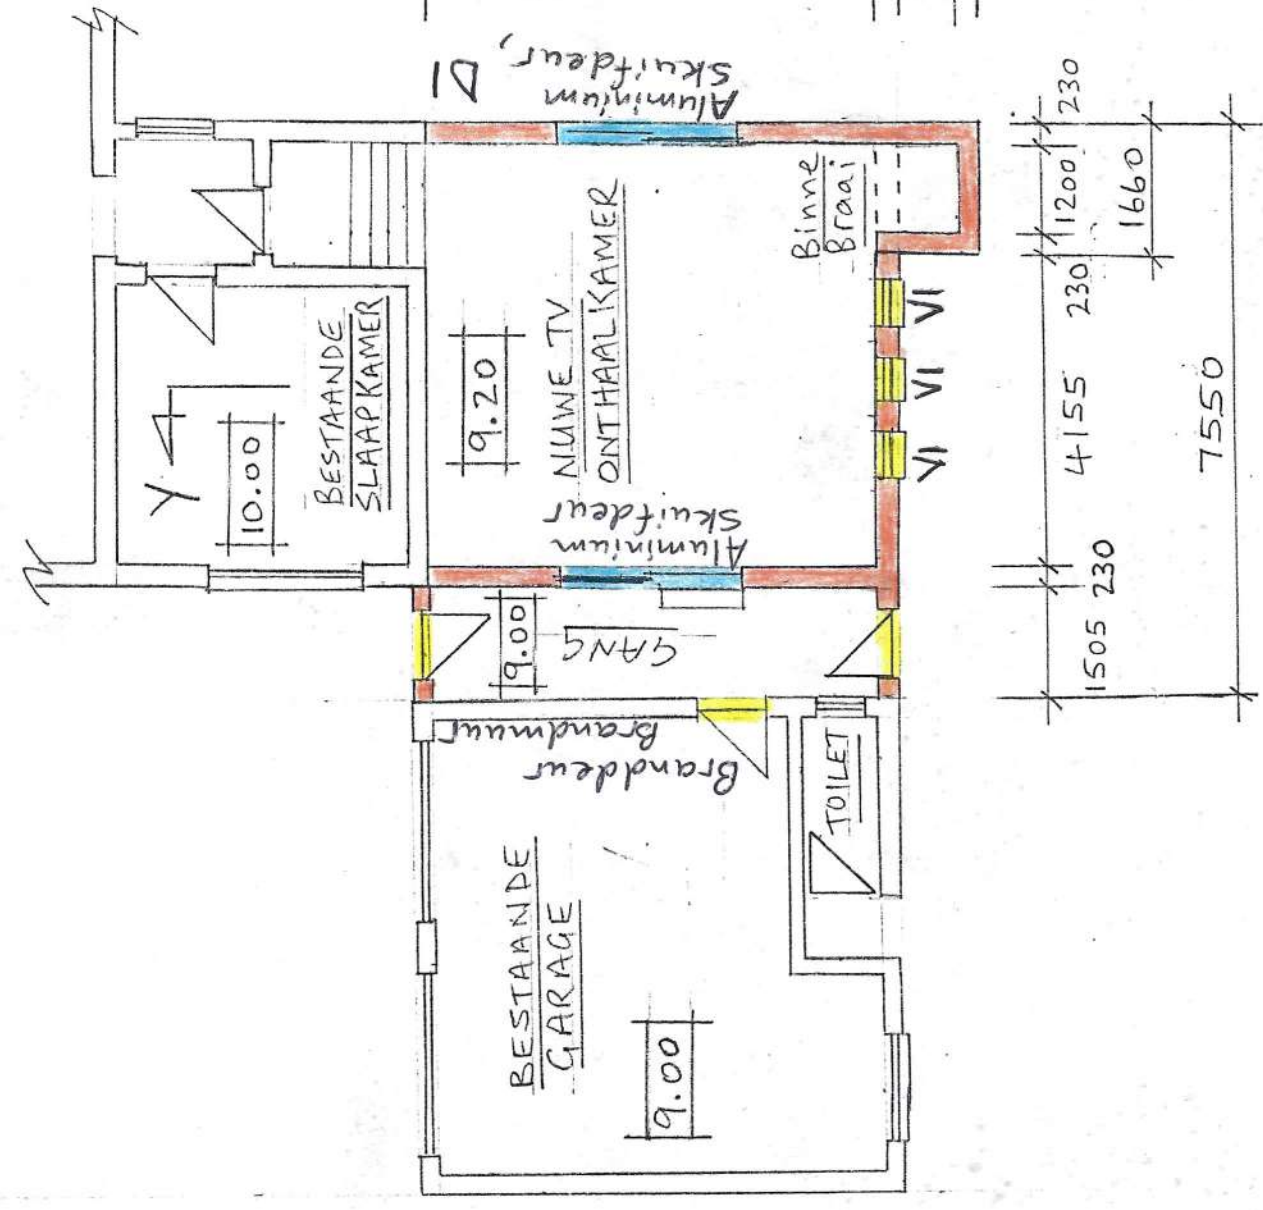 D1
Aluminium
Skuifdeur,
230
1200
1660
Binne
Braai
BESTAANDE
SLAAPKAMER
10.00
Y
9.20
NUWE TV
ONTHAALKAMER
V1
V1
V1
230
4155
7550
Aluminium
Skuifdeur
230
1505
9.00
GANG
Brandmuur
Branddeur
TOILET
BESTAANDE
GARAGE
9.00